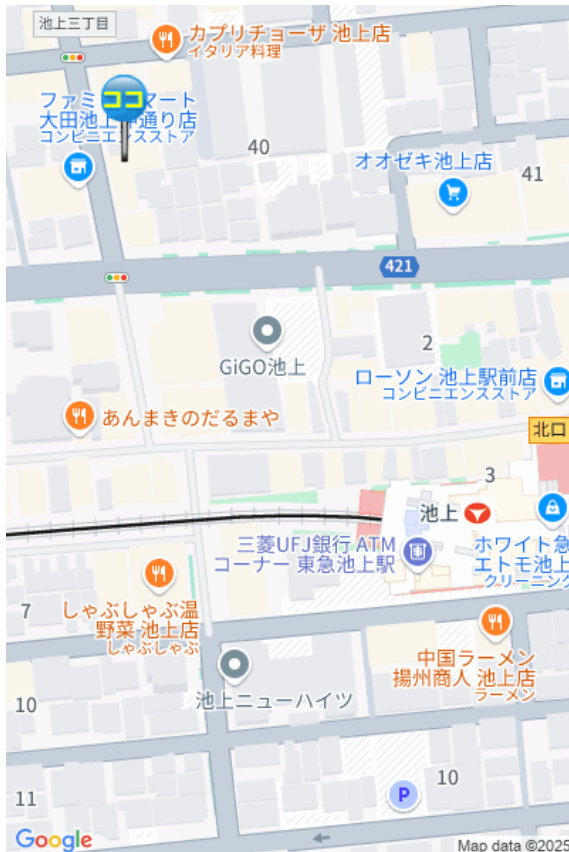 池上三丁目
カプリチョーザ 池上店
イタリア料理
ココ
大田池上
通り店
コンビニエンスストア
40
オオゼキ池上店
41
421
GiGO池上
2
ローソン 池上駅前店
コンビニエンスストア
あんまきのだるまや
北口
3
池上
三菱UFJ銀行 ATM
コーナー 東急池上駅
ホワイト急
エトモ池上
クリーニング
しゃぶしゃぶ温
野菜 池上店
しゃぶしゃぶ
7
中国ラーメン
揚州商人 池上店
ラーメン
池上ニューハイツ
10
10
P
11
Google
Map data ©2025